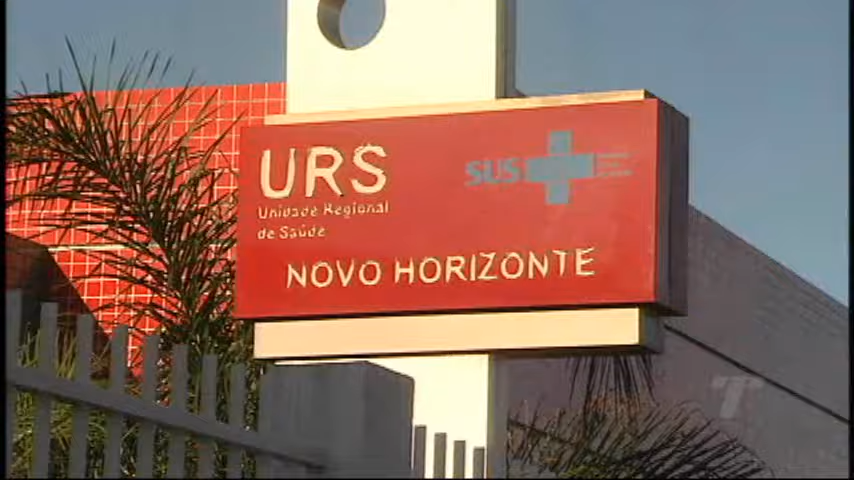 URS
SUS
Unidade Regional
de Saúde
NOVO HORIZONTE
T